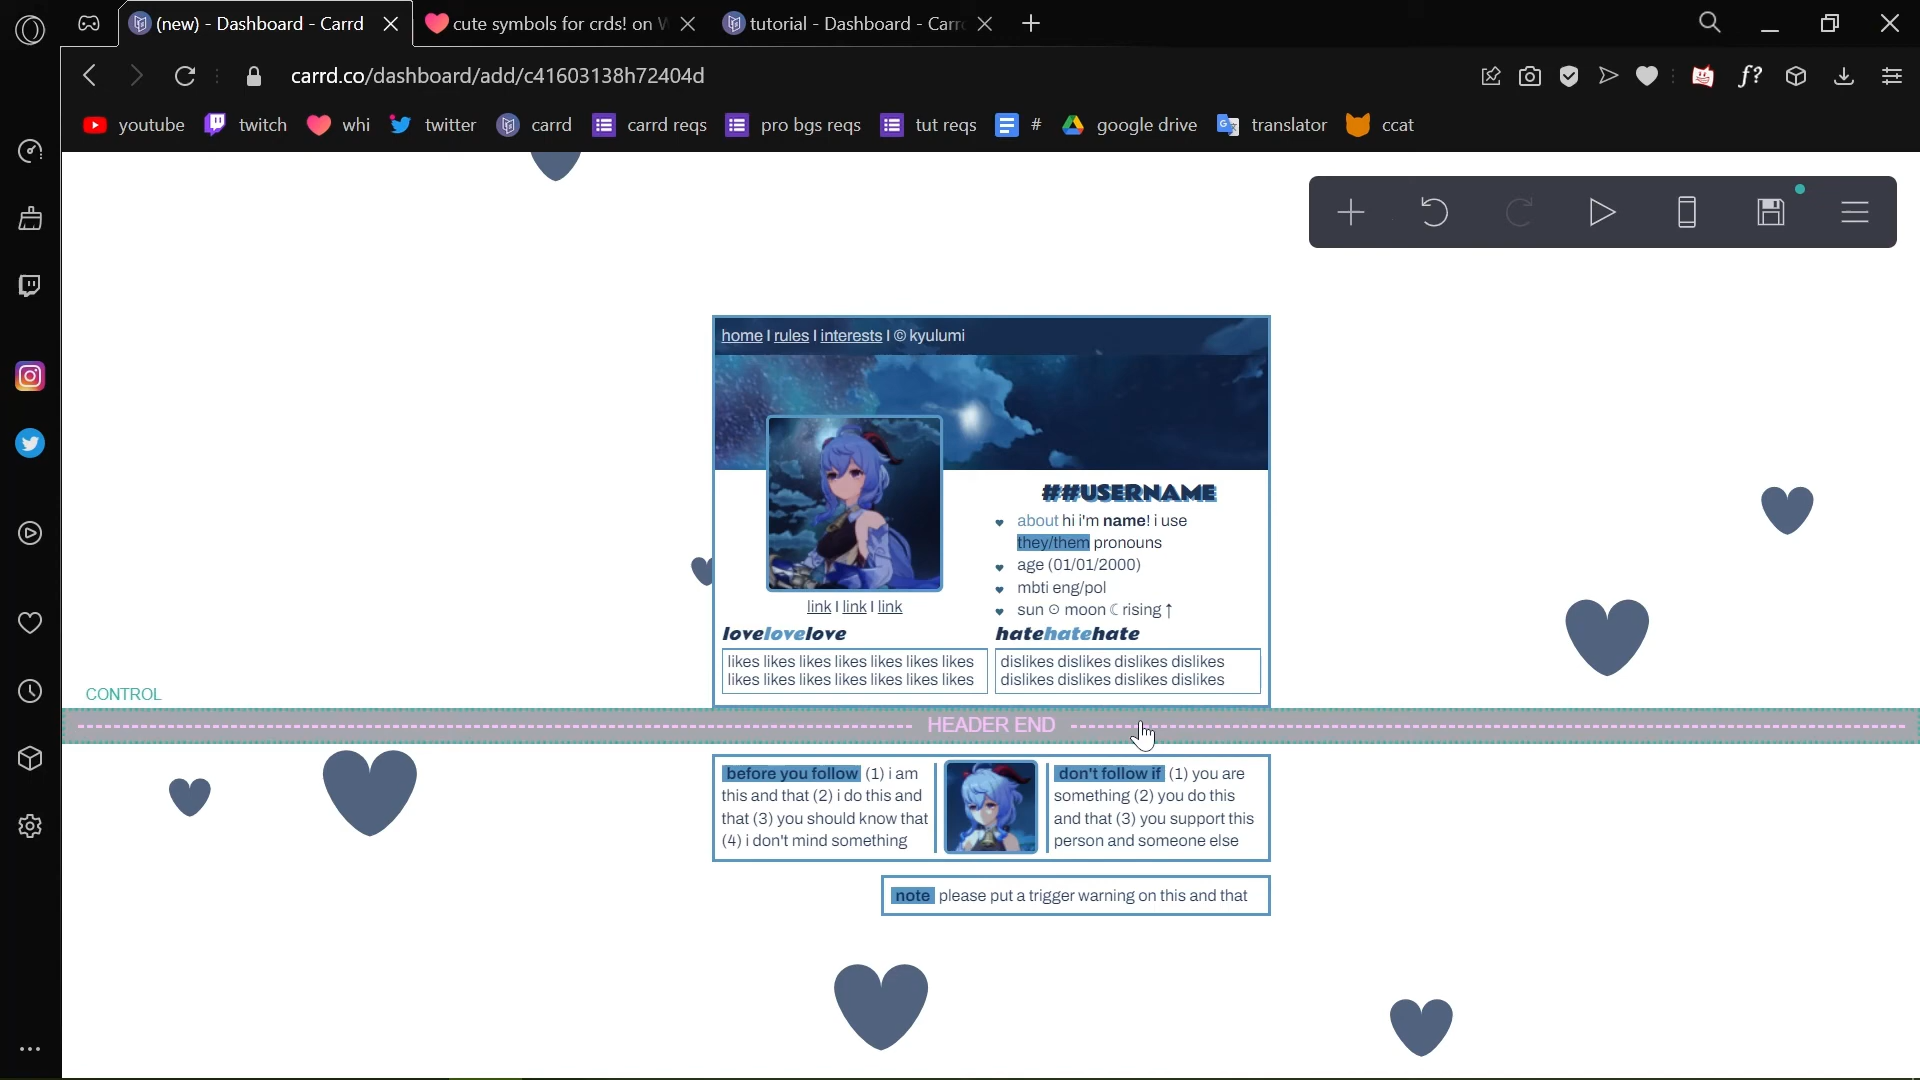 (new) - Dashboard - Carrd
cute symbols for crds! on W
tutorial - Dashboard - Carrd
carrd.co/dashboard/add/c41603138h72404d
f?
youtube
twitch
whi
twitter
carrd
carrd reqs
pro bgs reqs
tut reqs
#
google drive
translator
ccat
home I rules I interests I © kyulumi
##USERNAME
about hi i'm name! i use
they/them pronouns
age (01/01/2000)
mbti eng/pol
sun ☉ moon ☾ rising ↑
link I link I link
lovelovelove
hatehatehate
likes likes likes likes likes likes likes
likes likes likes likes likes likes likes
dislikes dislikes dislikes dislikes
dislikes dislikes dislikes dislikes
CONTROL
HEADER END
before you follow (1) i am
this and that (2) i do this and
that (3) you should know that
(4) i don't mind something
don't follow if (1) you are
something (2) you do this
and that (3) you support this
person and someone else
note please put a trigger warning on this and that